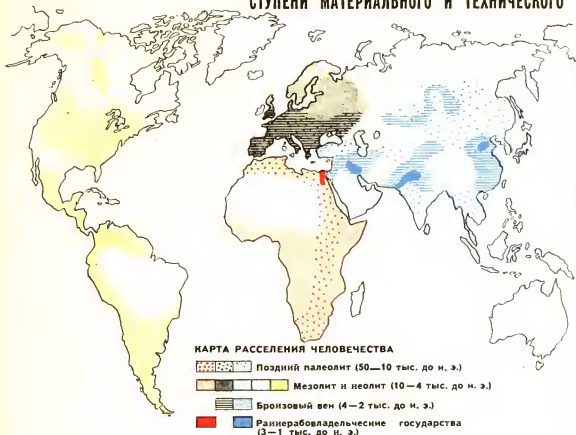 СТУПЕНИ МАТЕРИАЛЬНОГО И ТЕХНИЧЕСКОГО
КАРТА РАССЕЛЕНИЯ ЧЕЛОВЕЧЕСТВА
Поздний палеолит (50—10 тыс. до н. э.)
Мезолит и неолит (10—4 тыс. до н. э.)
Бронзовый век (4—2 тыс. до н. э.)
Раннерабовладельческие государства
(3—1 тыс. до н. э.)